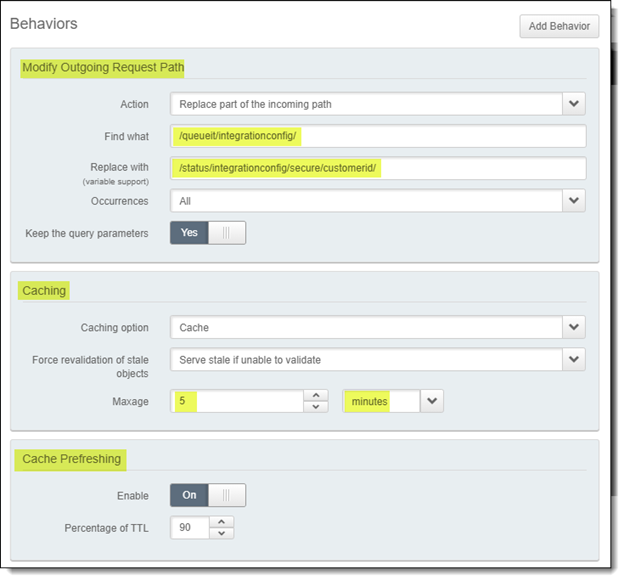 Behaviors
Add Behavior
Modify Outgoing Request Path
Action Replace part of the incoming path
Find what /queueit/integrationconfig/
Replace with /status/integrationconfig/secure/customerid/
(variable support)
Occurrences All
Keep the query parameters Yes
Caching
Caching option Cache
Force revalidation of stale Serve stale if unable to validate
objects
Maxage 5 minutes
Cache Prefreshing
Enable On
Percentage of TTL 90